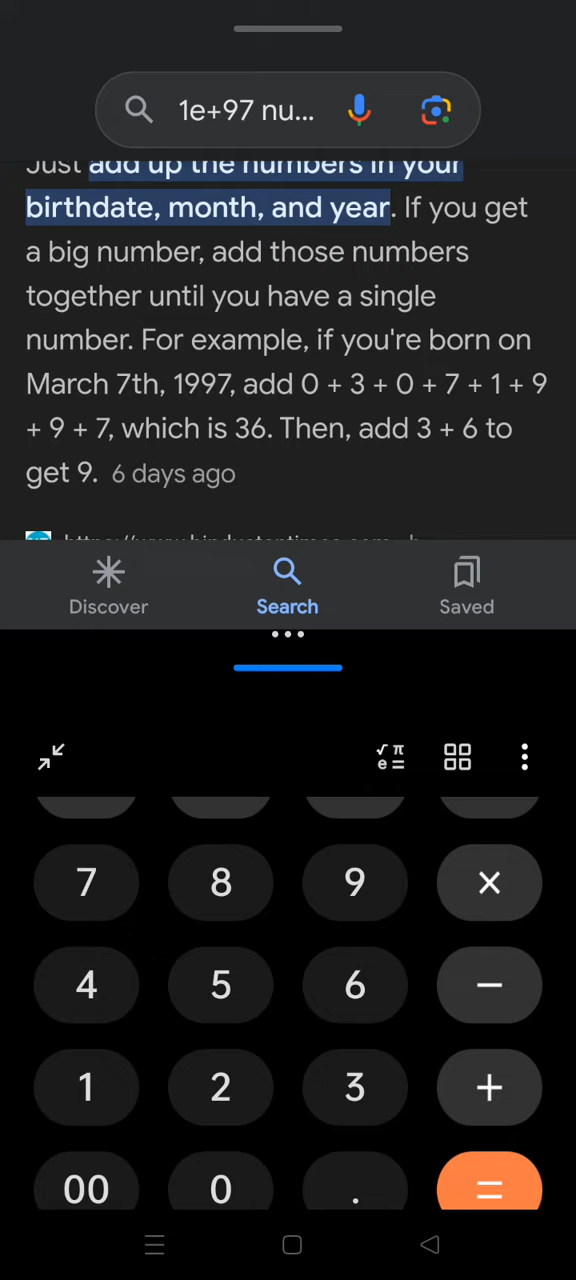 1e+97 nu...
Just add up the numbers in your
birthdate, month, and year. If you get
a big number, add those numbers
together until you have a single
number. For example, if you're born on
March 7th, 1997, add 0 + 3 + 0 + 7 + 1 + 9
+ 9 + 7, which is 36. Then, add 3 + 6 to
get 9. 6 days ago
Discover Search Saved
√ π
e =
7 8 9 ×
4 5 6 −
1 2 3 +
00 0 . =